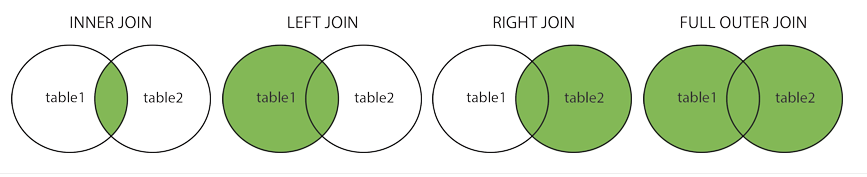 INNER JOIN
table1 table2
LEFT JOIN
table1 table2
RIGHT JOIN
table1 table2
FULL OUTER JOIN
table1 table2